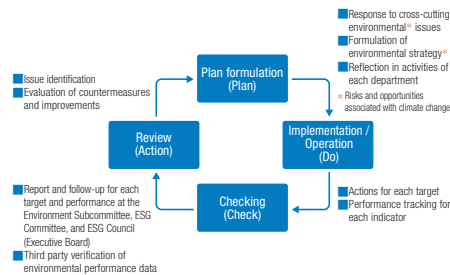 Response to cross-cutting
environmental* issues
Formulation of
environmental strategy*
Reflection in activities of
each department
* Risks and opportunities
associated with climate change
Plan formulation
(Plan)
Issue identification
Evaluation of countermeasures
and improvements
Review
(Action)
Implementation /
Operation
(Do)
Checking
(Check)
Actions for each target
Performance tracking for
each indicator
Report and follow-up for each
target and performance at the
Environment Subcommittee, ESG
Committee, and ESG Council
(Executive Board)
Third party verification of
environmental performance data